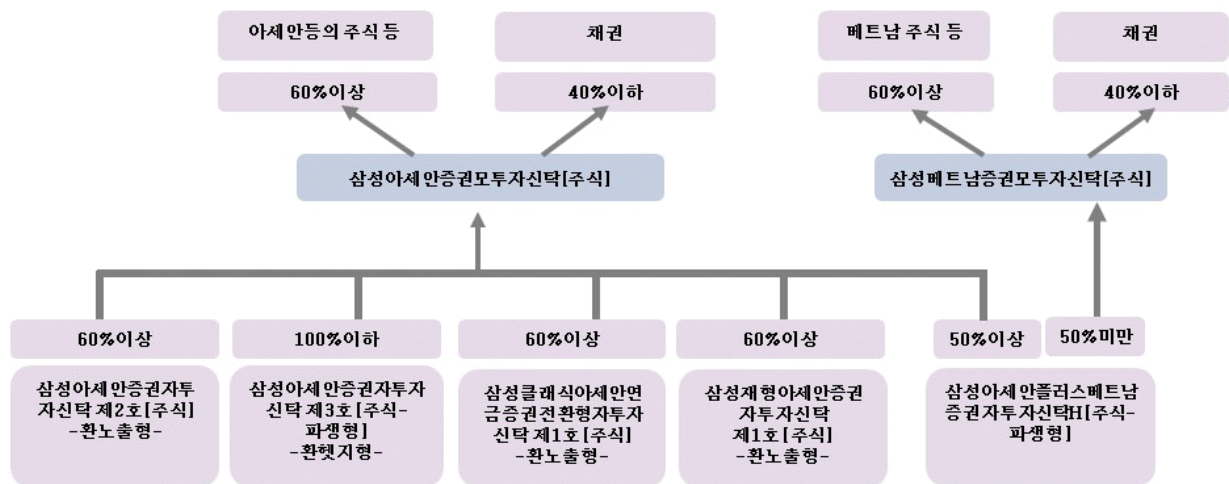 아세안등의 주식 등
채권
베트남 주식 등
채권
60%이상
40%이하
60%이상
40%이하
삼성아세안증권모투자신탁[주식]
삼성베트남증권모투자신탁[주식]
60%이상
100%이하
60%이상
60%이상
50%이상
50%미만
삼성아세안증권자투
자신탁 제2호[주식]
-환노출형-
삼성아세안증권자투자
신탁 제3호[주식-
파생형]
-환헷지형-
삼성클래식아세안연
금증권전환형자투자
신탁 제1호[주식]
-환노출형-
삼성재형아세안증권
자투자신탁
제1호[주식]
-환노출형-
삼성아세안플러스베트남
증권자투자신탁H[주식-
파생형]